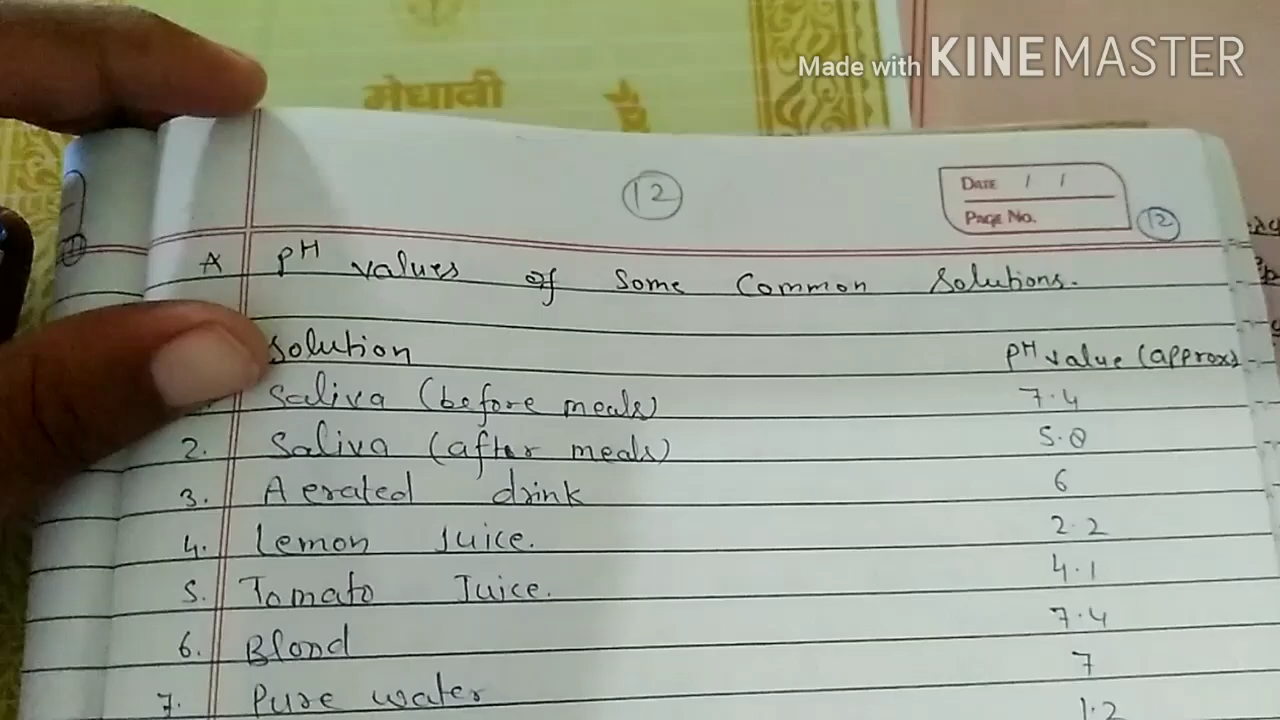 Made with KINEMASTER
मेधावी
12
DATE / /
PAGE NO.
12
A PH values of Some Common Solutions.
Solution PH value (approx)
Saliva (before meals) 7.4
2. Saliva (after meals) 5.8
3. Aerated drink 6
4. Lemon Juice. 2.2
5. Tomato Juice. 4.1
6. Blood 7.4
7. Pure water 7
1.2